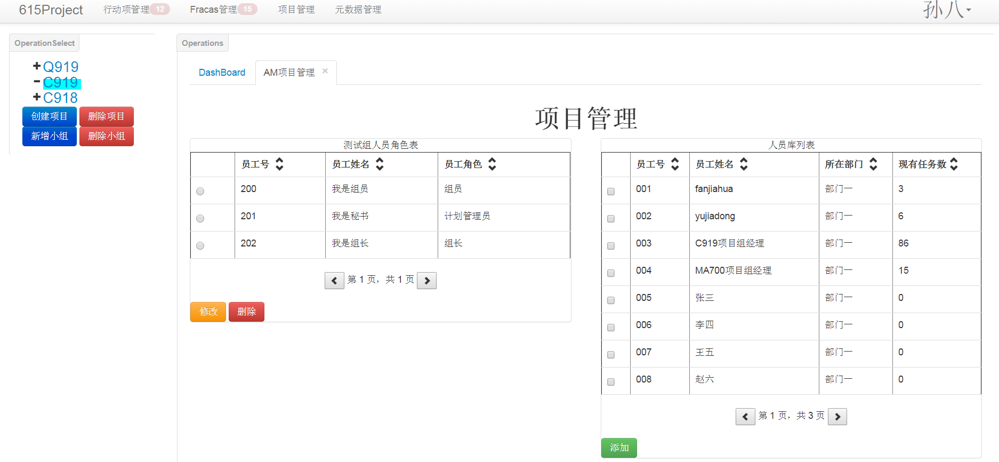 615Project 行动项管理 12 Fracas管理 15 项目管理 元数据管理 孙八
OperationSelect
Q919
C919
C918
创建项目 删除项目
新增小组 删除小组
Operations
DashBoard AM项目管理 ×
项目管理
测试组人员角色表
员工号 员工姓名 员工角色
200 我是组员 组员
201 我是秘书 计划管理员
202 我是组长 组长
第 1 页，共 1 页
修改 删除
人员库列表
员工号 员工姓名 所在部门 现有任务数
001 fanjiahua 部门一 3
002 yujiadong 部门一 6
003 C919项目组经理 部门一 86
004 MA700项目组经理 部门一 15
005 张三 部门一 0
006 李四 部门一 0
007 王五 部门一 0
008 赵六 部门一 0
第 1 页，共 3 页
添加